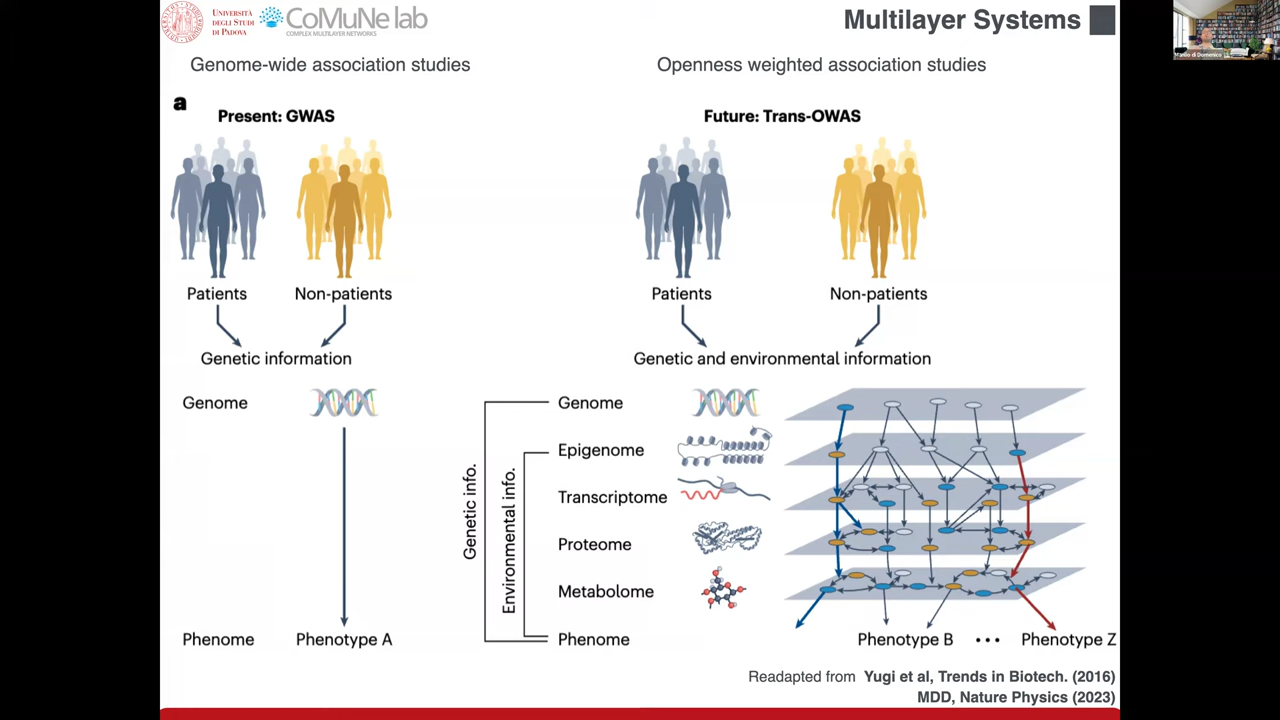 UNIVERSITÀ
DEGLI STUDI
DI PADOVA
CoMuNe lab
COMPLEX MULTILAYER NETWORKS
Multilayer Systems
Genome-wide association studies
Openness weighted association studies
a
Present: GWAS
Future: Trans-OWAS
Patients
Non-patients
Patients
Non-patients
Genetic information
Genetic and environmental information
Genome
Genome
Epigenome
Transcriptome
Proteome
Metabolome
Phenome
Genetic info.
Environmental info.
Phenome
Phenotype A
Phenotype B
•••
Phenotype Z
Readapted from Yugi et al, Trends in Biotech. (2016)
MDD, Nature Physics (2023)